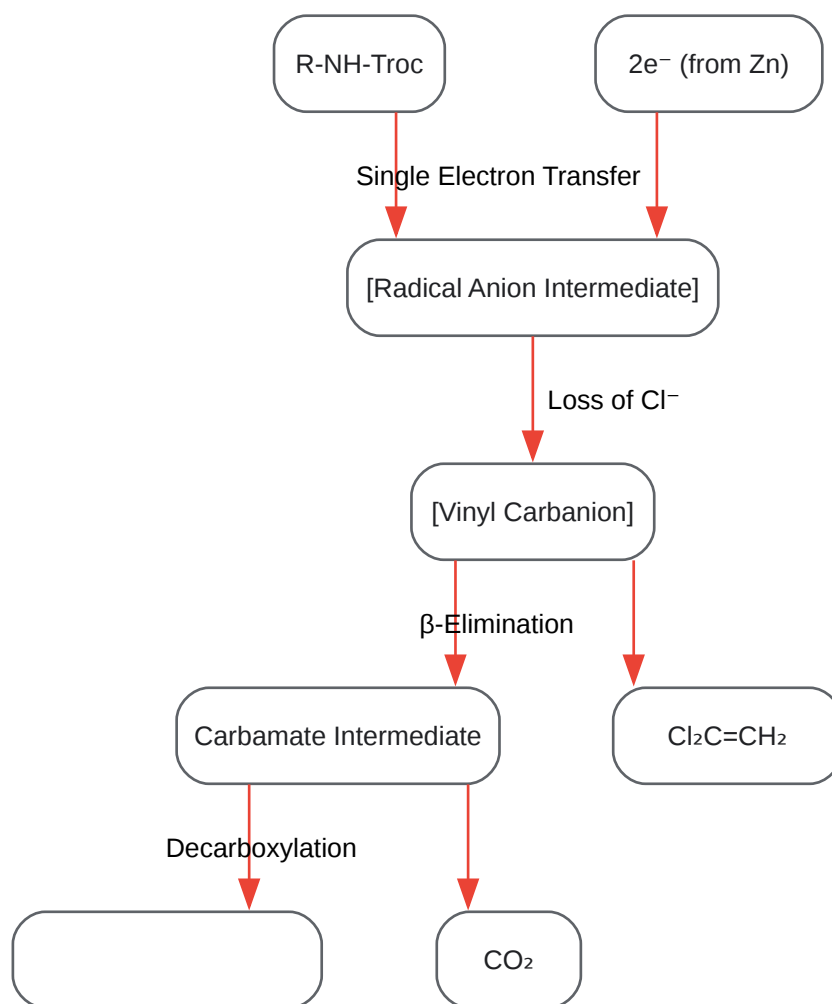 R-NH-Troc
2e⁻ (from Zn)
Single Electron Transfer
[Radical Anion Intermediate]
Loss of Cl⁻
[Vinyl Carbanion]
β-Elimination
Carbamate Intermediate
Cl₂C=CH₂
Decarboxylation
CO₂